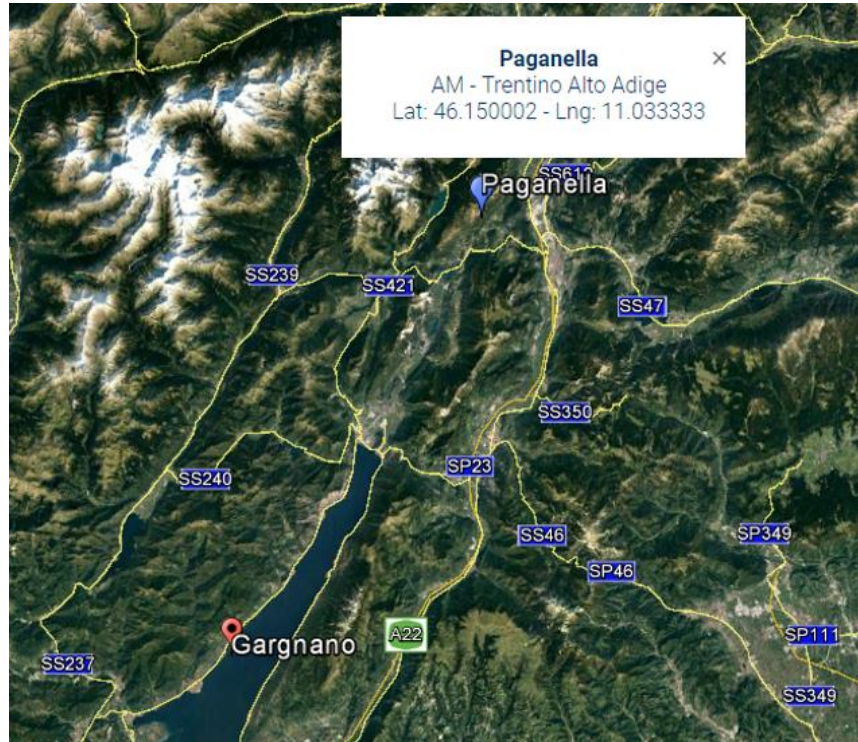 Paganella
×
AM - Trentino Alto Adige
Lat: 46.150002 - Lng: 11.033333
Paganella
SS239
SS421
SS47
SS350
SP23
SS240
SS46
SP349
SP46
Gargnano
A22
SP111
SS237
SS349